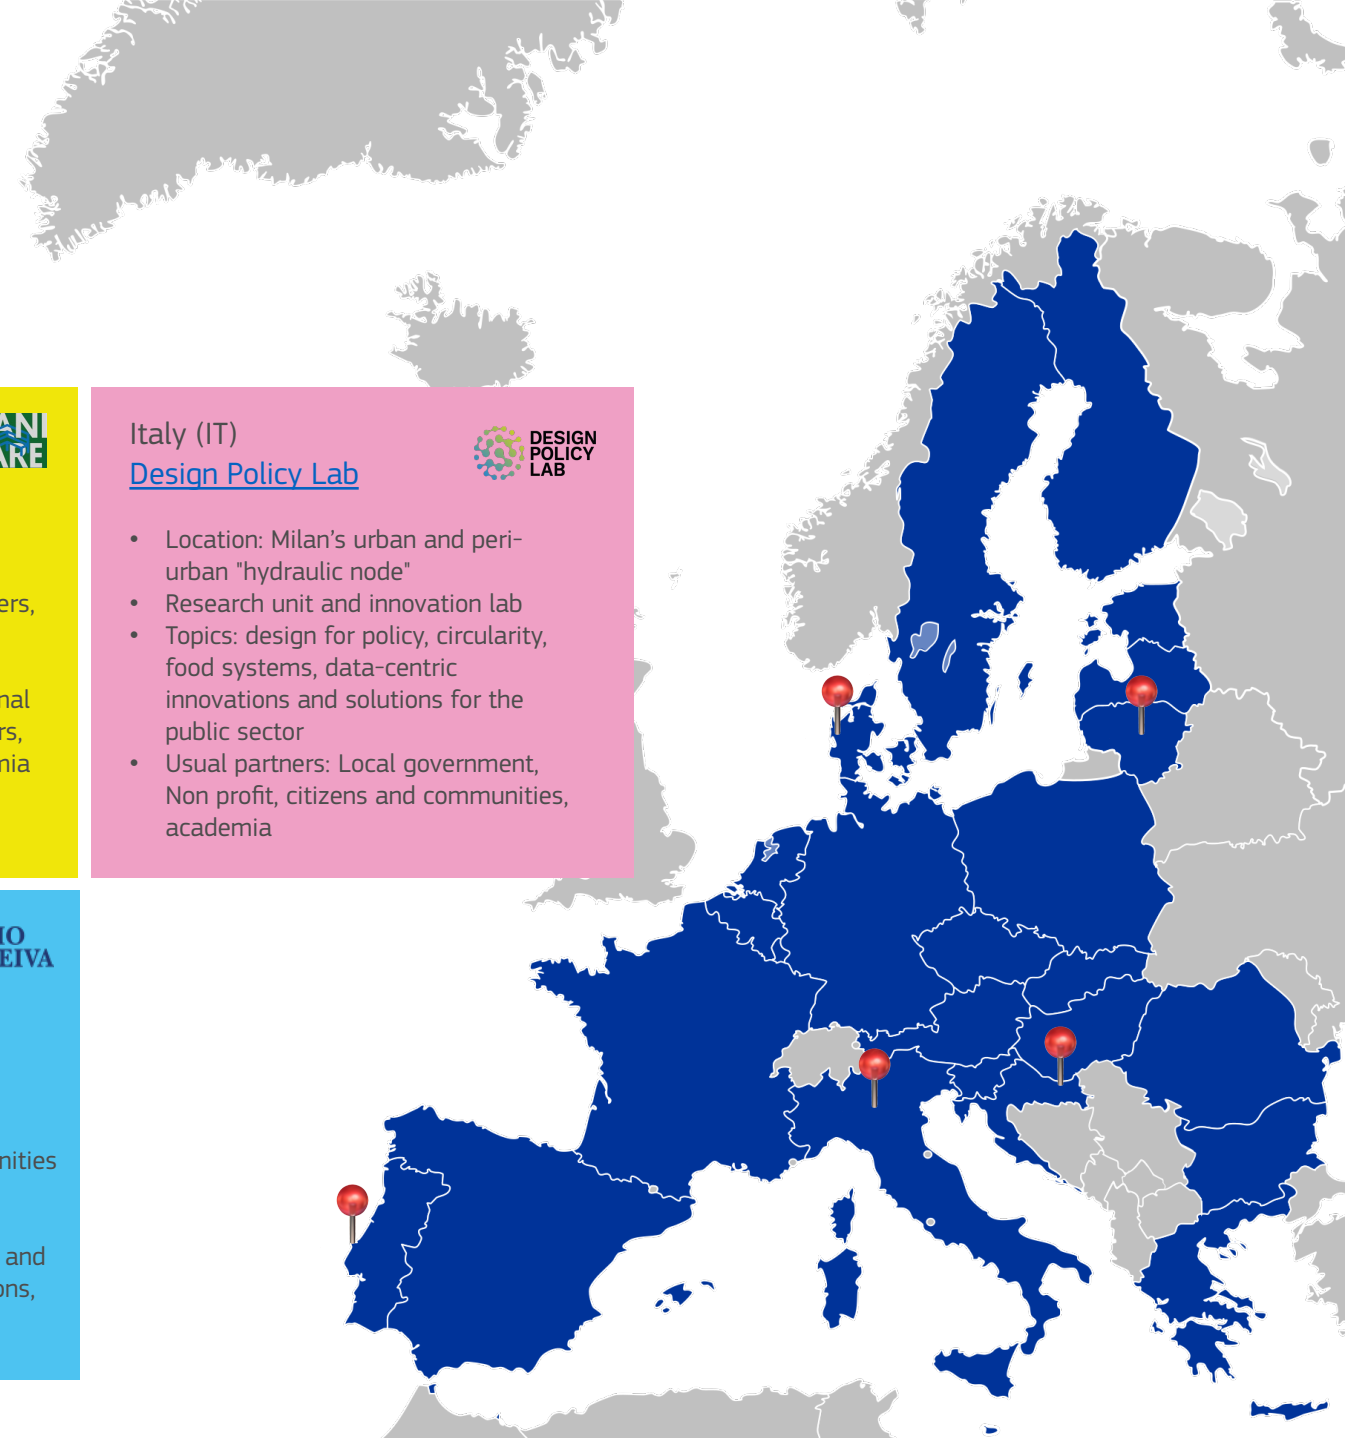 Italy (IT)
Design Policy Lab
DESIGN
POLICY
LAB
• Location: Milan’s urban and peri-
urban "hydraulic node"
• Research unit and innovation lab
• Topics: design for policy, circularity,
food systems, data-centric
innovations and solutions for the
public sector
• Usual partners: Local government,
Non profit, citizens and communities,
academia
and